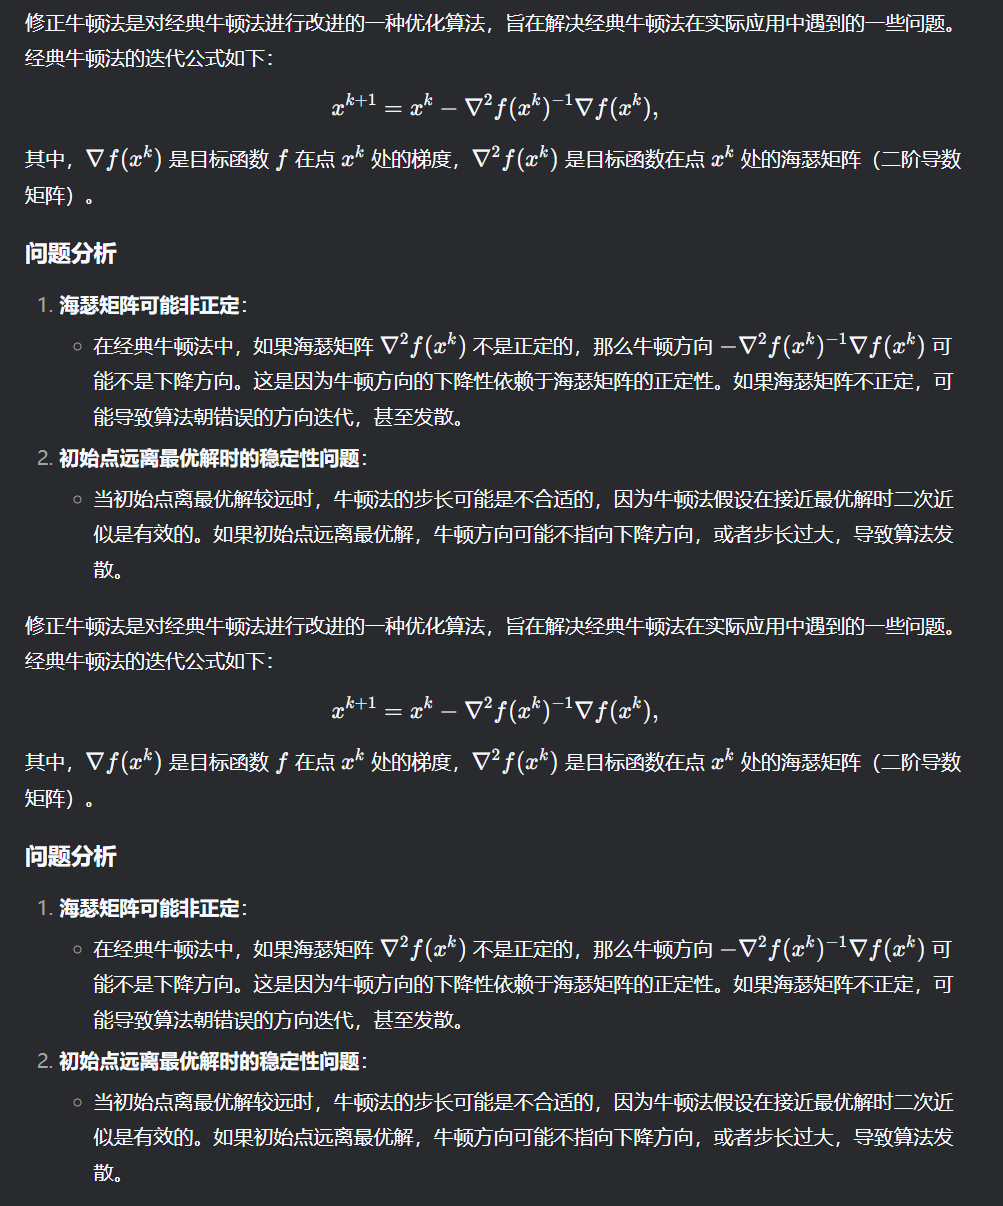 修正牛顿法是对经典牛顿法进行改进的一种优化算法，旨在解决经典牛顿法在实际应用中遇到的一些问题。
经典牛顿法的迭代公式如下：
x^{k+1} = x^k − ∇²f(x^k)^{−1}∇f(x^k),
其中，∇f(x^k) 是目标函数 f 在点 x^k 处的梯度，∇²f(x^k) 是目标函数在点 x^k 处的海瑟矩阵（二阶导数
矩阵）。
问题分析
1. 海瑟矩阵可能非正定：
○ 在经典牛顿法中，如果海瑟矩阵 ∇²f(x^k) 不是正定的，那么牛顿方向 −∇²f(x^k)^{−1}∇f(x^k) 可
能不是下降方向。这是因为牛顿方向的下降性依赖于海瑟矩阵的正定性。如果海瑟矩阵不正定，可
能导致算法朝错误的方向迭代，甚至发散。
2. 初始点远离最优解时的稳定性问题：
○ 当初始点离最优解较远时，牛顿法的步长可能是不合适的，因为牛顿法假设在接近最优解时二次近
似是有效的。如果初始点远离最优解，牛顿方向可能不指向下降方向，或者步长过大，导致算法发
散。
修正牛顿法是对经典牛顿法进行改进的一种优化算法，旨在解决经典牛顿法在实际应用中遇到的一些问题。
经典牛顿法的迭代公式如下：
x^{k+1} = x^k − ∇²f(x^k)^{−1}∇f(x^k),
其中，∇f(x^k) 是目标函数 f 在点 x^k 处的梯度，∇²f(x^k) 是目标函数在点 x^k 处的海瑟矩阵（二阶导数
矩阵）。
问题分析
1. 海瑟矩阵可能非正定：
○ 在经典牛顿法中，如果海瑟矩阵 ∇²f(x^k) 不是正定的，那么牛顿方向 −∇²f(x^k)^{−1}∇f(x^k) 可
能不是下降方向。这是因为牛顿方向的下降性依赖于海瑟矩阵的正定性。如果海瑟矩阵不正定，可
能导致算法朝错误的方向迭代，甚至发散。
2. 初始点远离最优解时的稳定性问题：
○ 当初始点离最优解较远时，牛顿法的步长可能是不合适的，因为牛顿法假设在接近最优解时二次近
似是有效的。如果初始点远离最优解，牛顿方向可能不指向下降方向，或者步长过大，导致算法发
散。